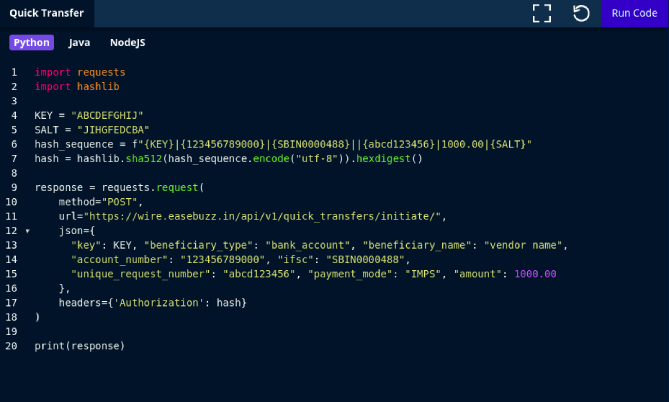 Quick Transfer
Run Code
Python Java NodeJS
1 import requests
2 import hashlib
3
4 KEY = "ABCDEFGHIJ"
5 SALT = "JIHGFEDCBA"
6 hash_sequence = f"{KEY}|{123456789000}|{SBIN0000488}||{abcd123456}|1000.00|{SALT}"
7 hash = hashlib.sha512(hash_sequence.encode("utf-8")).hexdigest()
8
9 response = requests.request(
10     method="POST",
11     url="https://wire.easebuzz.in/api/v1/quick_transfers/initiate/",
12     json={
13       "key": KEY, "beneficiary_type": "bank_account", "beneficiary_name": "vendor name",
14       "account_number": "123456789000", "ifsc": "SBIN0000488",
15       "unique_request_number": "abcd123456", "payment_mode": "IMPS", "amount": 1000.00
16     },
17     headers={'Authorization': hash}
18 )
19
20 print(response)